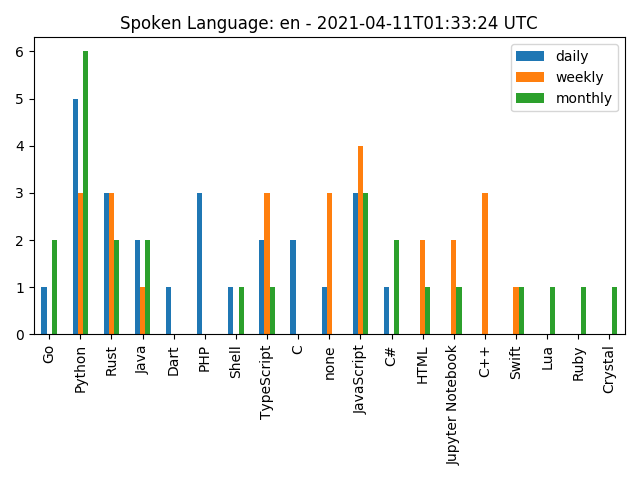 Spoken Language: en - 2021-04-11T01:33:24 UTC
daily
weekly
monthly
6
5
4
3
2
1
0
Go
Python
Rust
Java
Dart
PHP
Shell
TypeScript
C
none
JavaScript
C#
HTML
Jupyter Notebook
C++
Swift
Lua
Ruby
Crystal